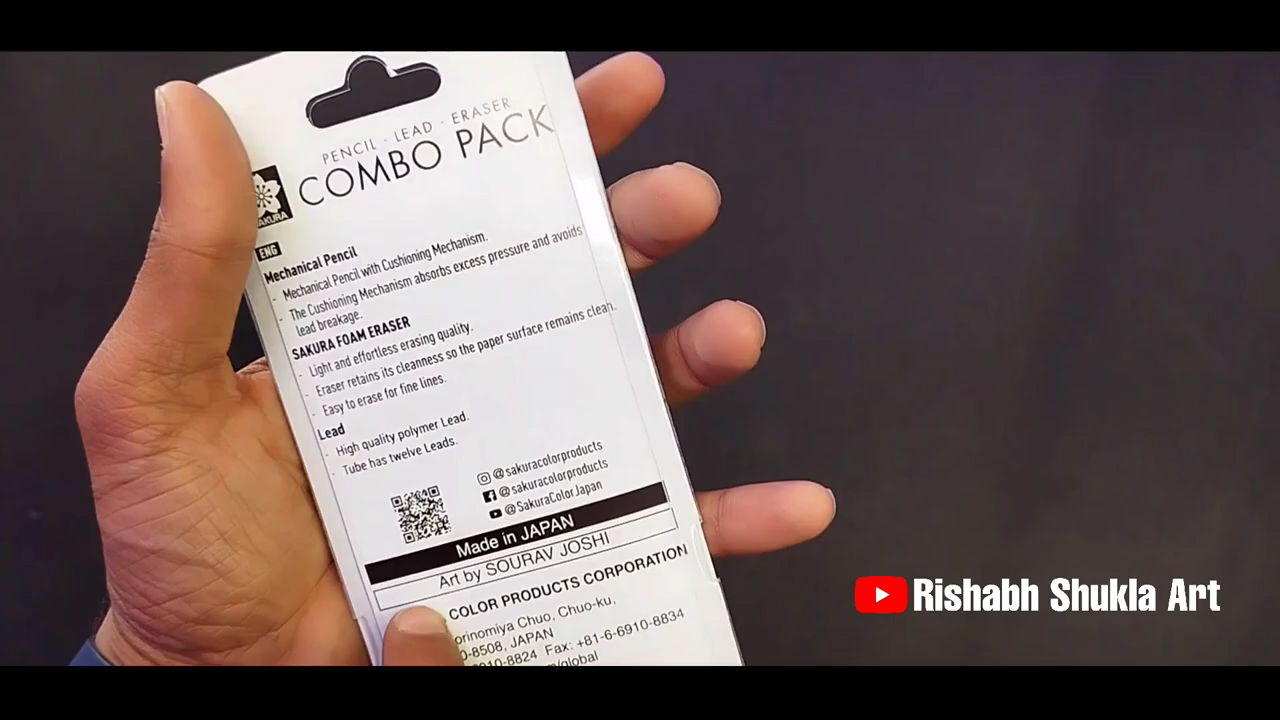 PENCIL - LEAD - ERASER
COMBO PACK
SAKURA
ENG
Mechanical Pencil
- Mechanical Pencil with Cushioning Mechanism.
- The Cushioning Mechanism absorbs excess pressure and avoids
lead breakage.
SAKURA FOAM ERASER
- Light and effortless erasing quality.
- Eraser retains its cleanness so the paper surface remains clean.
- Easy to erase for fine lines.
Lead
- High quality polymer Lead.
- Tube has twelve Leads.
@sakuracolorproducts
@sakuracolorproducts
@SakuraColorJapan
Made in JAPAN
Art by SOURAV JOSHI
COLOR PRODUCTS CORPORATION
Chuo, Chuo-ku,
-8508, JAPAN
-8824 Fax: +81-6-6910-8834
/global
Rishabh Shukla Art